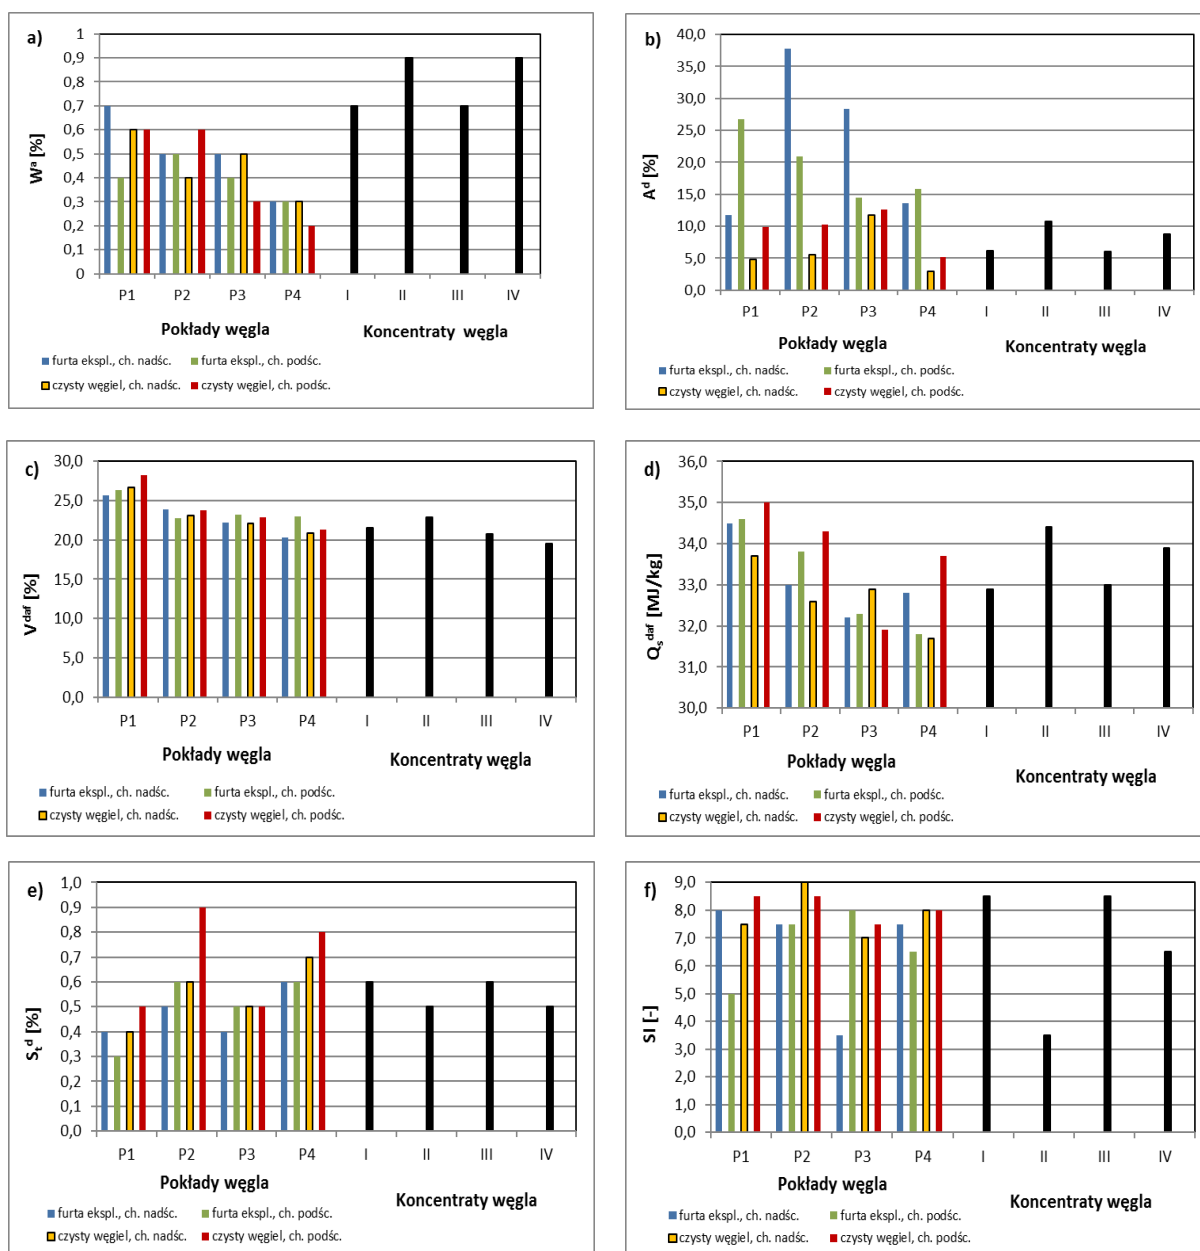 a)
1
0,9
0,8
0,7
0,6
0,5
0,4
0,3
0,2
0,1
0
Wᵃ [%]
P1 P2 P3 P4 I II III IV
Pokłady węgla Koncentraty węgla
furta ekspl., ch. nadśc. furta ekspl., ch. podśc.
czysty węgiel, ch. nadśc. czysty węgiel, ch. podśc.
b)
40,0
35,0
30,0
25,0
20,0
15,0
10,0
5,0
0,0
Aᵈ [%]
P1 P2 P3 P4 I II III IV
Pokłady węgla Koncentraty węgla
furta ekspl., ch. nadśc. furta ekspl., ch. podśc.
czysty węgiel, ch. nadśc. czysty węgiel, ch. podśc.
c)
30,0
25,0
20,0
15,0
10,0
5,0
0,0
Vᵈᵃᶠ [%]
P1 P2 P3 P4 I II III IV
Pokłady węgla Koncentraty węgla
furta ekspl., ch. nadśc. furta ekspl., ch. podśc.
czysty węgiel, ch. nadśc. czysty węgiel, ch. podśc.
d)
36,0
35,0
34,0
33,0
32,0
31,0
30,0
Qₛᵈᵃᶠ [MJ/kg]
P1 P2 P3 P4 I II III IV
Pokłady węgla Koncentraty węgla
furta ekspl., ch. nadśc. furta ekspl., ch. podśc.
czysty węgiel, ch. nadśc. czysty węgiel, ch. podśc.
e)
1,0
0,9
0,8
0,7
0,6
0,5
0,4
0,3
0,2
0,1
0,0
Sₜᵈ [%]
P1 P2 P3 P4 I II III IV
Pokłady węgla Koncentraty węgla
furta ekspl., ch. nadśc. furta ekspl., ch. podśc.
czysty węgiel, ch. nadśc. czysty węgiel, ch. podśc.
f)
9,0
8,0
7,0
6,0
5,0
4,0
3,0
2,0
1,0
0,0
SI [-]
P1 P2 P3 P4 I II III IV
Pokłady węgla Koncentraty węgla
furta ekspl., ch. nadśc. furta ekspl., ch. podśc.
czysty węgiel, ch. nadśc. czysty węgiel, ch. podśc.